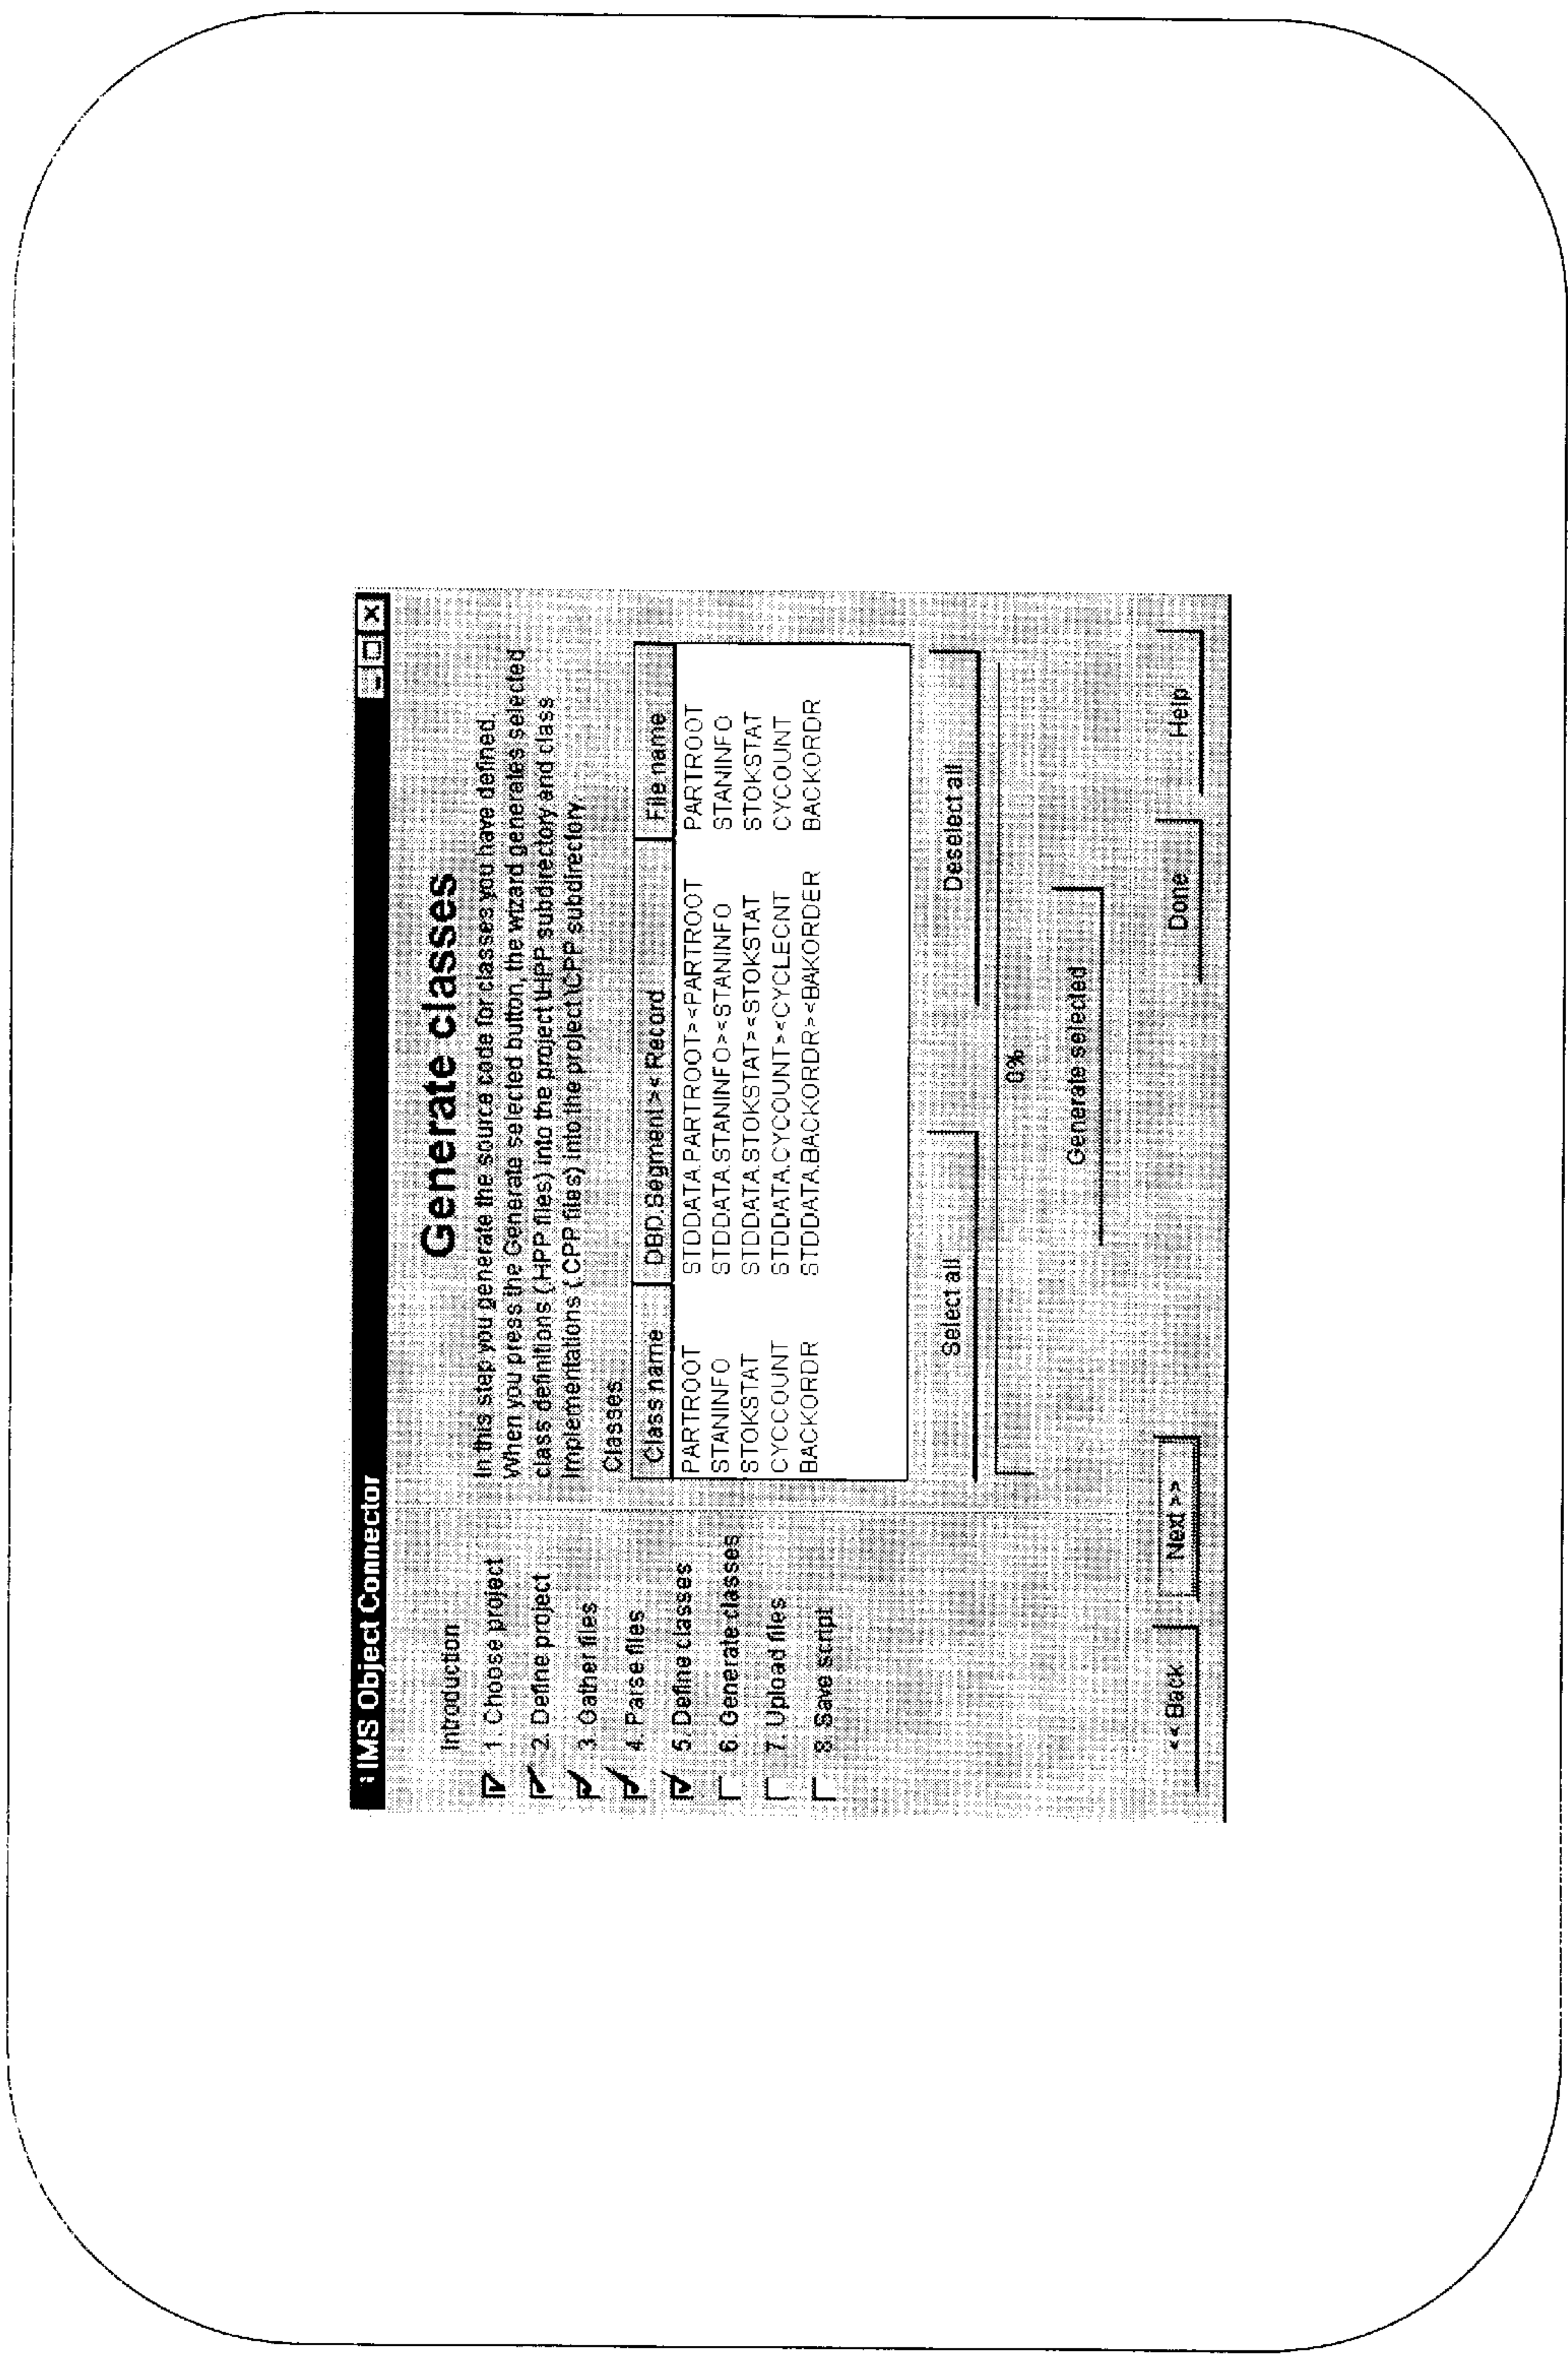 IMS Object Connector
Introduction
1. Choose project
2. Define project
3. Gather files
4. Parse files
5. Define classes
6. Generate classes
7. Upload files
8. Save script
Generate classes
In this step you generate the source code for classes you have defined.
When you press the Generate selected button, the wizard generates selected
class definitions (.HPP files) into the project \HPP subdirectory and class
Implementations (.CPP files) into the project \CPP subdirectory.
Classes
Class name DBD.Segment><Record File name
PARTROOT STDDATA.PARTROOT><PARTROOT PARTROOT
STANINFO STDDATA.STANINFO><STANINFO STANINFO
STOKSTAT STDDATA.STOKSTAT><STOKSTAT STOKSTAT
CYCCOUNT STDDATA.CYCOUNT><CYCLECNT CYCOUNT
BACKORDR STDDATA.BACKORDR><BAKORDER BACKORDR
Select all Deselect all
0%
Generate selected
<< Back Next >> Done Help